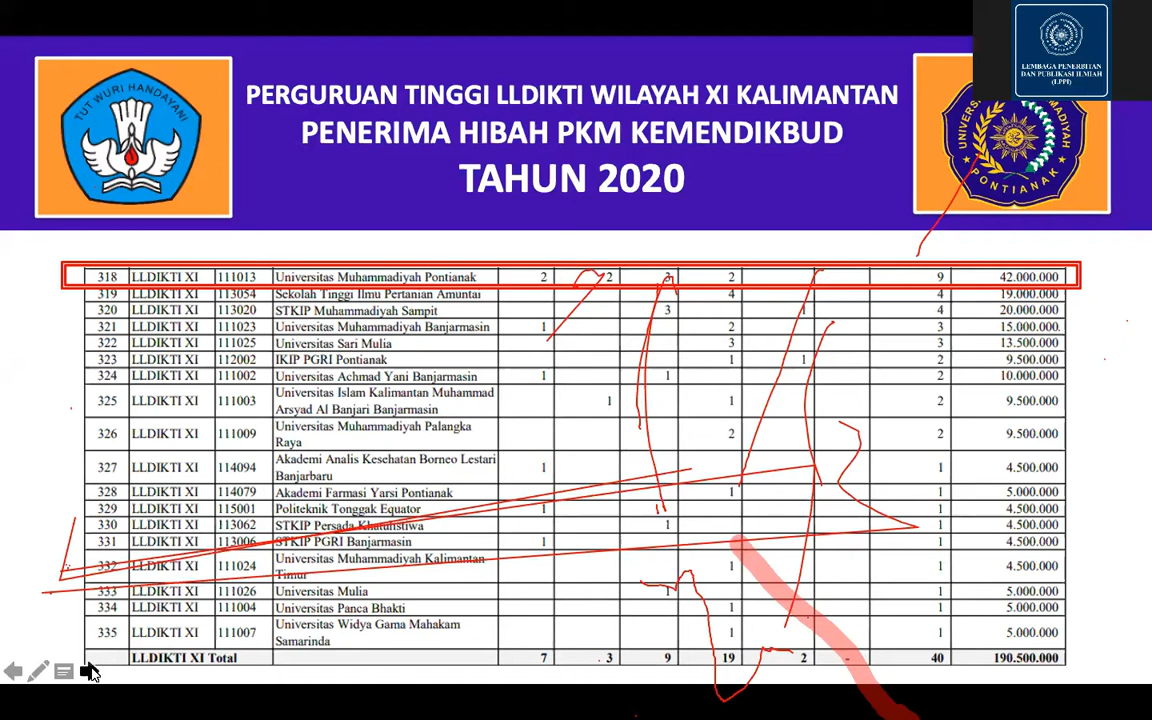 LEMBAGA PENERBITAN
DAN PUBLIKASI ILMIAH
(LPPI)
TUT WURI HANDAYANI
PERGURUAN TINGGI LLDIKTI WILAYAH XI KALIMANTAN
PENERIMA HIBAH PKM KEMENDIKBUD
TAHUN 2020
PONTIANAK
318 LLDIKTI XI 111013 Universitas Muhammadiyah Pontianak 2 2 3 2 9 42.000.000
319 LLDIKTI XI 113054 Sekolah Tinggi Ilmu Pertanian Amuntai 4 4 19.000.000
320 LLDIKTI XI 113020 STKIP Muhammadiyah Sampit 3 1 4 20.000.000
321 LLDIKTI XI 111023 Universitas Muhammadiyah Banjarmasin 1 2 3 15.000.000.
322 LLDIKTI XI 111025 Universitas Sari Mulia 3 3 13.500.000
323 LLDIKTI XI 112002 IKIP PGRI Pontianak 1 1 2 9.500.000
324 LLDIKTI XI 111002 Universitas Achmad Yani Banjarmasin 1 1 2 10.000.000
325 LLDIKTI XI 111003 Universitas Islam Kalimantan Muhammad
Arsyad Al Banjari Banjarmasin 1 1 2 9.500.000
326 LLDIKTI XI 111009 Universitas Muhammadiyah Palangka
Raya 2 2 9.500.000
327 LLDIKTI XI 114094 Akademi Analis Kesehatan Borneo Lestari
Banjarbaru 1 1 4.500.000
328 LLDIKTI XI 114079 Akademi Farmasi Yarsi Pontianak 1 1 5.000.000
329 LLDIKTI XI 115001 Politeknik Tonggak Equator 1 1 4.500.000
330 LLDIKTI XI 113062 STKIP Persada Khatulistiwa 1 1 4.500.000
331 LLDIKTI XI 113006 STKIP PGRI Banjarmasin 1 1 4.500.000
332 LLDIKTI XI 111024 Universitas Muhammadiyah Kalimantan
Timur 1 1 4.500.000
333 LLDIKTI XI 111026 Universitas Mulia 1 1 5.000.000
334 LLDIKTI XI 111004 Universitas Panca Bhakti 1 1 5.000.000
335 LLDIKTI XI 111007 Universitas Widya Gama Mahakam
Samarinda 1 1 5.000.000
LLDIKTI XI Total 7 3 9 19 2 - 40 190.500.000